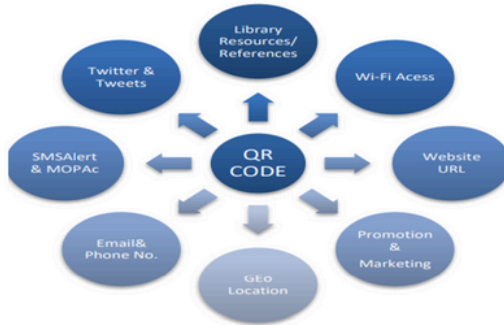 Library
Resources/
References
Twitter &
Tweets
Wi-Fi Acess
SMSAlert
& MOPAc
QR
CODE
Website
URL
Email&
Phone No.
Promotion
&
Marketing
GEo
Location